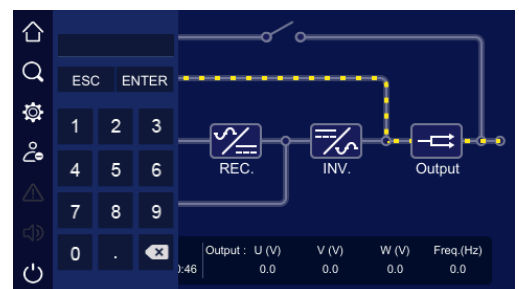 ESC ENTER
1 2 3
REC. INV. Output
4 5 6
7 8 9
0 .
Output : U (V) V (V) W (V) Freq.(Hz)
):46 0.0 0.0 0.0 0.0